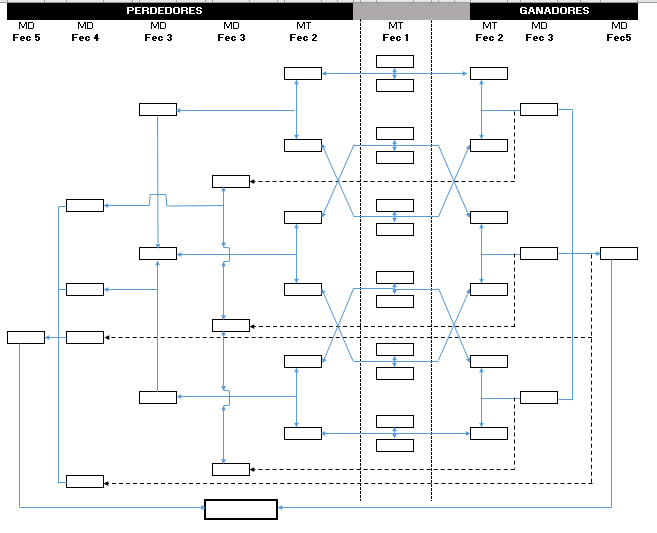 PERDEDORES GANADORES
MD MD MD MD MT MT MT MD MD
Fec 5 Fec 4 Fec 3 Fec 3 Fec 2 Fec 1 Fec 2 Fec 3 Fec5